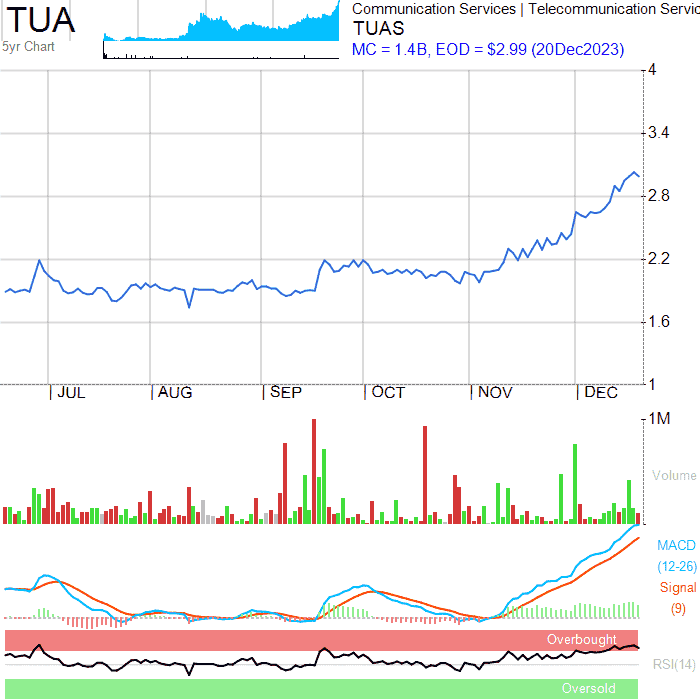 TUA
5yr Chart
Communication Services | Telecommunication Servic
TUAS
MC = 1.4B, EOD = $2.99 (20Dec2023)
4
3.4
2.8
2.2
1.6
1
| JUL | AUG | SEP | OCT | NOV | DEC
1M
Volume
MACD
(12-26)
Signal
(9)
Overbought
RSI(14)
Oversold